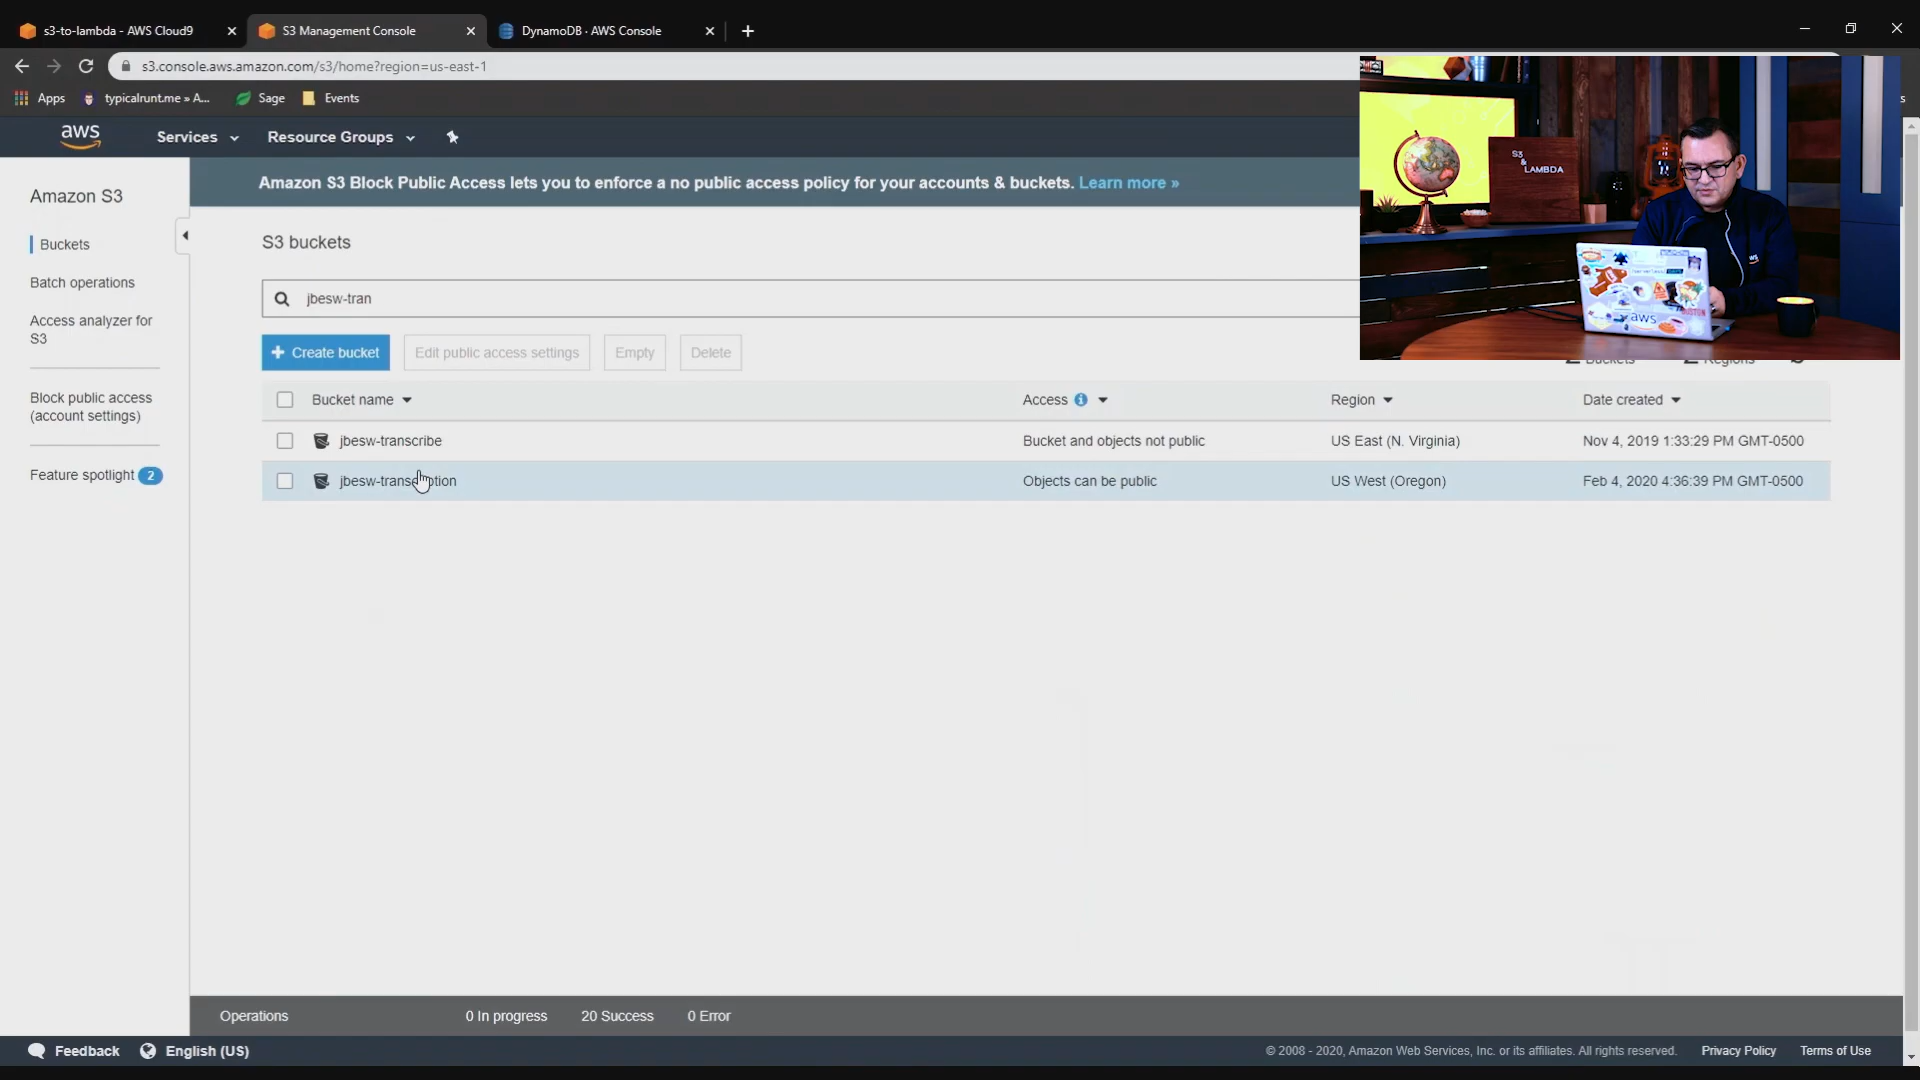 s3-to-lambda - AWS Cloud9
S3 Management Console
DynamoDB · AWS Console
s3.console.aws.amazon.com/s3/home?region=us-east-1
Apps
typicalrunt.me » A...
Sage
Events
aws
Services
Resource Groups
Amazon S3
Buckets
Batch operations
Access analyzer for
S3
Block public access
(account settings)
Feature spotlight 2
Amazon S3 Block Public Access lets you to enforce a no public access policy for your accounts & buckets. Learn more »
S3
&
LAMBDA
aws
S3 buckets
jbesw-tran
+ Create bucket
Edit public access settings
Empty
Delete
Buckets
Regions
Bucket name
Access
Region
Date created
jbesw-transcribe
Bucket and objects not public
US East (N. Virginia)
Nov 4, 2019 1:33:29 PM GMT-0500
Objects can be public
US West (Oregon)
Feb 4, 2020 4:36:39 PM GMT-0500
Operations
0 In progress
20 Success
0 Error
Feedback
English (US)
© 2008 - 2020, Amazon Web Services, Inc. or its affiliates. All rights reserved.
Privacy Policy
Terms of Use